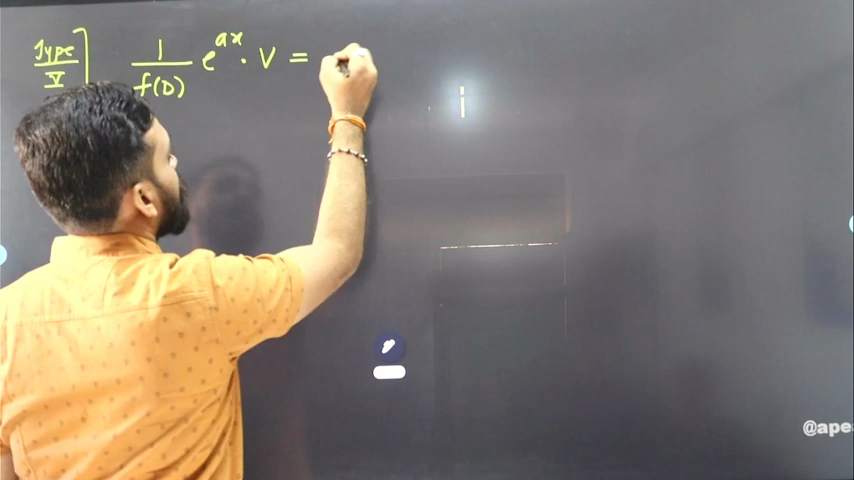 Type V] 1/f(D) e^{ax} · V =
@ape